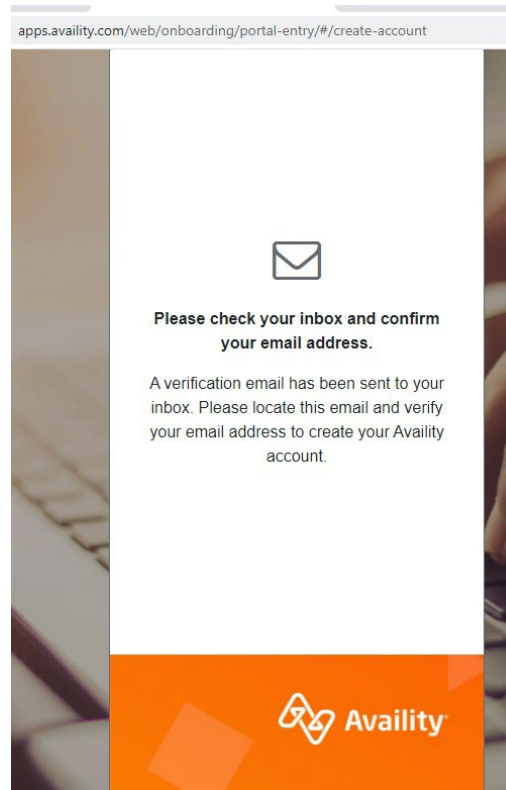 apps.availity.com/web/onboarding/portal-entry/#/create-account
Please check your inbox and confirm
your email address.
A verification email has been sent to your
inbox. Please locate this email and verify
your email address to create your Availity
account.
Availity